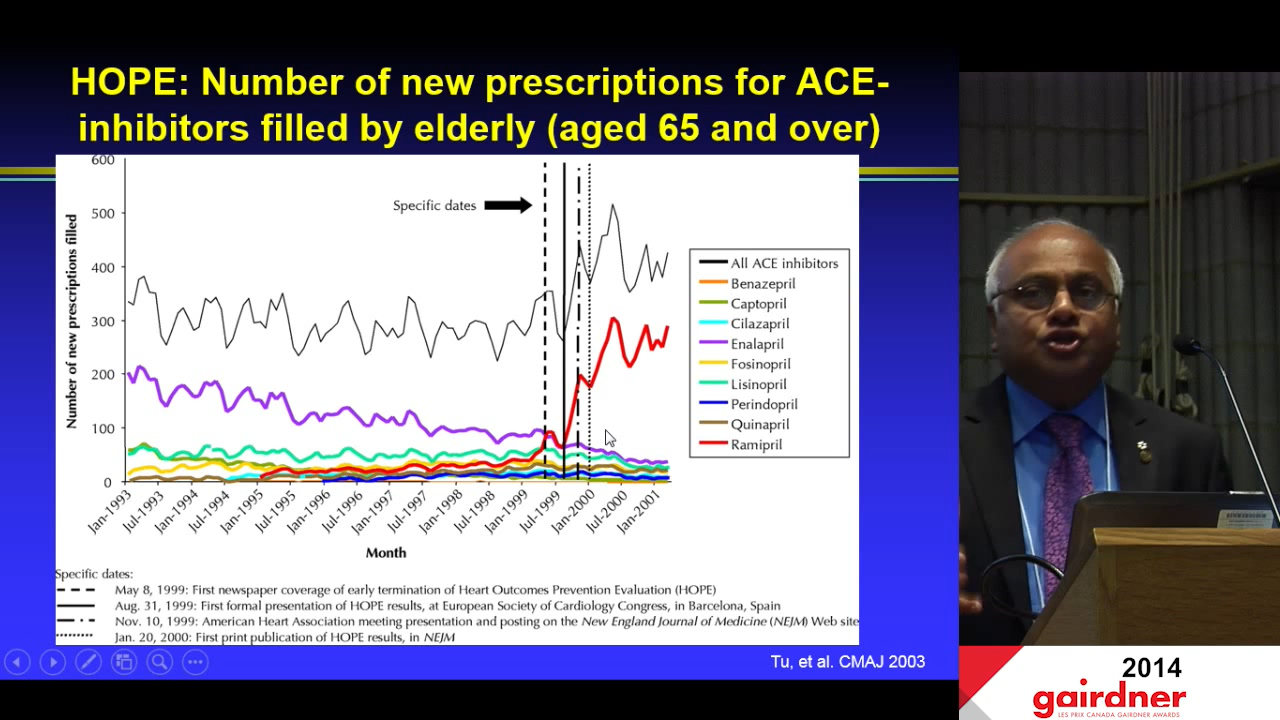 HOPE: Number of new prescriptions for ACE-
inhibitors filled by elderly (aged 65 and over)
600
500
400
300
200
100
0
Number of new prescriptions filled
Specific dates
All ACE inhibitors
Benazepril
Captopril
Cilazapril
Enalapril
Fosinopril
Lisinopril
Perindopril
Quinapril
Ramipril
Jan-1993
Jul-1993
Jan-1994
Jul-1994
Jan-1995
Jul-1995
Jan-1996
Jul-1996
Jan-1997
Jul-1997
Jan-1998
Jul-1998
Jan-1999
Jul-1999
Jan-2000
Jul-2000
Jan-2001
Month
Specific dates:
May 8, 1999: First newspaper coverage of early termination of Heart Outcomes Prevention Evaluation (HOPE)
Aug. 31, 1999: First formal presentation of HOPE results, at European Society of Cardiology Congress, in Barcelona, Spain
Nov. 10, 1999: American Heart Association meeting presentation and posting on the New England Journal of Medicine (NEJM) Web site
Jan. 20, 2000: First print publication of HOPE results, in NEJM
Tu, et al. CMAJ 2003
2014
gairdner
LES PRIX CANADA GAIRDNER AWARDS